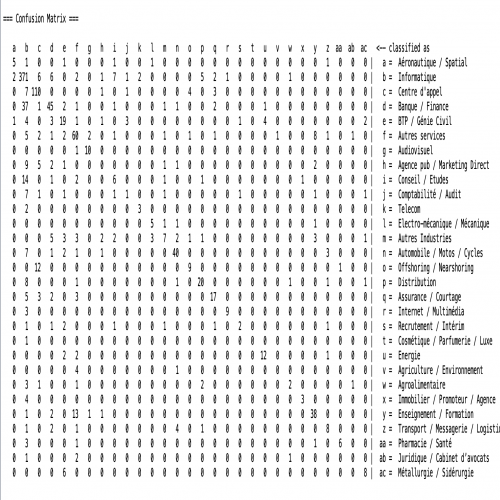 === Confusion Matrix ===
a b c d e f g h i j k l m n o p q r s t u v w x y z aa ab ac <-- classified as
5 1 0 0 1 0 0 0 1 0 0 1 0 0 0 0 0 0 0 0 0 0 0 0 0 1 0 0 0 | a = Aéronautique / Spatial
2 371 6 6 0 2 0 1 7 1 2 0 0 0 0 5 2 1 0 0 0 0 1 0 0 0 0 0 0 | b = Informatique
0 7 110 0 0 0 0 1 0 1 0 0 0 0 4 0 3 0 0 0 0 0 0 0 0 0 0 0 0 | c = Centre d'appel
0 37 1 45 2 1 0 0 1 0 0 0 1 1 0 0 2 0 0 0 1 0 0 0 0 0 0 0 0 | d = Banque / Finance
1 4 0 3 19 1 0 1 0 3 0 0 0 0 0 0 0 0 1 0 4 0 0 0 0 0 0 0 2 | e = BTP / Génie Civil
0 5 2 1 2 60 2 0 1 0 0 0 1 0 1 0 0 0 1 0 0 1 0 0 8 1 0 1 0 | f = Autres services
0 0 0 0 0 1 10 0 0 0 0 0 0 0 0 0 0 0 0 0 0 0 0 0 0 0 0 0 0 | g = Audiovisuel
0 9 5 2 1 0 0 0 0 0 0 0 1 1 0 0 0 0 0 0 0 0 0 0 2 0 0 0 0 | h = Agence pub / Marketing Direct
0 14 0 1 0 2 0 0 6 0 0 0 1 0 0 1 0 0 0 0 0 0 0 1 0 0 0 0 0 | i = Conseil / Etudes
0 7 1 0 1 0 0 0 1 1 0 0 1 0 0 0 0 0 1 0 0 0 0 0 1 0 0 0 1 | j = Comptabilité / Audit
0 2 0 0 0 0 0 0 0 0 3 0 0 0 0 0 0 0 0 0 0 0 0 0 0 0 0 0 0 | k = Telecom
0 0 0 0 0 0 0 0 0 0 0 5 1 1 0 0 0 0 0 0 0 0 0 0 1 0 0 0 0 | l = Electro-mécanique / Mécanique
0 0 0 5 3 3 0 2 2 0 0 3 7 2 1 1 0 0 0 0 0 0 0 0 3 0 0 0 1 | m = Autres Industries
0 7 0 1 2 1 0 1 0 0 0 0 0 40 0 0 0 0 0 0 0 0 0 0 0 3 0 0 0 | n = Automobile / Motos / Cycles
0 0 12 0 0 0 0 0 0 0 0 0 0 0 9 0 0 0 0 0 0 0 0 0 0 0 1 0 0 | o = Offshoring / Nearshoring
0 8 0 0 0 1 0 0 0 0 0 0 0 1 0 20 0 0 0 0 0 0 1 0 0 1 0 0 1 | p = Distribution
0 5 3 2 0 3 0 0 0 0 0 0 0 0 0 0 17 0 0 0 0 0 0 0 0 0 0 0 0 | q = Assurance / Courtage
0 3 0 0 0 0 0 0 0 0 0 0 0 0 0 0 0 9 0 0 0 0 0 0 0 0 0 0 0 | r = Internet / Multimédia
0 1 0 1 2 0 0 0 1 0 0 0 1 0 0 0 1 0 2 0 0 0 0 0 0 1 0 0 0 | s = Recrutement / Intérim
0 1 0 0 0 0 0 0 0 0 0 0 0 0 0 0 0 0 0 0 0 0 0 0 0 0 0 0 0 | t = Cosmétique / Parfumerie / Luxe
0 0 0 0 2 2 0 0 0 0 0 0 0 0 0 0 0 0 0 0 12 0 0 0 0 1 0 0 0 | u = Energie
0 0 0 0 0 4 0 0 0 0 0 0 0 1 0 0 0 0 0 0 0 0 0 0 0 0 0 0 0 | v = Agriculture / Environnement
0 3 1 0 0 1 0 0 0 0 0 0 0 0 0 2 0 0 0 0 0 0 2 0 0 0 0 1 0 | w = Agroalimentaire
0 4 0 0 0 0 0 0 0 0 0 0 0 0 0 0 0 0 0 0 0 0 0 3 0 0 0 0 0 | x = Immobilier / Promoteur / Agence
0 1 0 2 0 13 1 1 0 0 0 0 0 0 0 0 0 0 0 0 0 0 0 0 38 0 0 0 0 | y = Enseignement / Formation
0 1 0 2 0 1 0 0 0 0 0 0 0 4 0 1 0 0 0 0 0 0 0 0 0 8 0 0 0 | z = Transport / Messagerie / Logisti
0 3 0 0 0 1 0 0 0 0 0 0 0 0 0 0 0 0 0 0 0 0 0 0 1 0 6 0 0 | aa = Pharmacie / Santé
0 1 0 0 0 2 0 0 0 0 0 0 0 0 0 0 0 0 0 0 0 0 1 0 0 0 0 0 0 | ab = Juridique / Cabinet d'avocats
0 0 0 0 6 0 0 0 0 0 0 0 0 0 0 0 0 0 0 0 0 0 0 0 0 0 0 0 8 | ac = Métallurgie / Sidérurgie